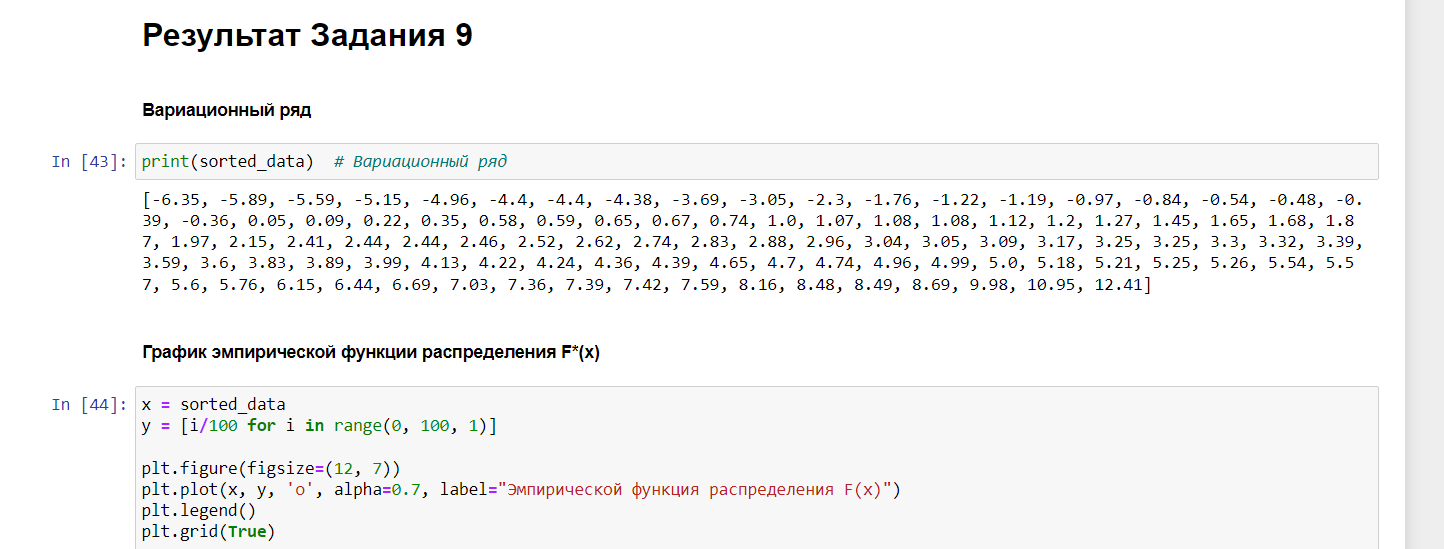 Результат Задания 9
Вариационный ряд
In [43]: print(sorted_data)  # Вариационный ряд
[-6.35, -5.89, -5.59, -5.15, -4.96, -4.4, -4.4, -4.38, -3.69, -3.05, -2.3, -1.76, -1.22, -1.19, -0.97, -0.84, -0.54, -0.48, -0.
39, -0.36, 0.05, 0.09, 0.22, 0.35, 0.58, 0.59, 0.65, 0.67, 0.74, 1.0, 1.07, 1.08, 1.08, 1.12, 1.2, 1.27, 1.45, 1.65, 1.68, 1.8
7, 1.97, 2.15, 2.41, 2.44, 2.44, 2.46, 2.52, 2.62, 2.74, 2.83, 2.88, 2.96, 3.04, 3.05, 3.09, 3.17, 3.25, 3.25, 3.3, 3.32, 3.39,
3.59, 3.6, 3.83, 3.89, 3.99, 4.13, 4.22, 4.24, 4.36, 4.39, 4.65, 4.7, 4.74, 4.96, 4.99, 5.0, 5.18, 5.21, 5.25, 5.26, 5.54, 5.5
7, 5.6, 5.76, 6.15, 6.44, 6.69, 7.03, 7.36, 7.39, 7.42, 7.59, 8.16, 8.48, 8.49, 8.69, 9.98, 10.95, 12.41]
График эмпирической функции распределения F*(x)
In [44]: x = sorted_data
y = [i/100 for i in range(0, 100, 1)]
plt.figure(figsize=(12, 7))
plt.plot(x, y, 'o', alpha=0.7, label="Эмпирической функция распределения F(x)")
plt.legend()
plt.grid(True)